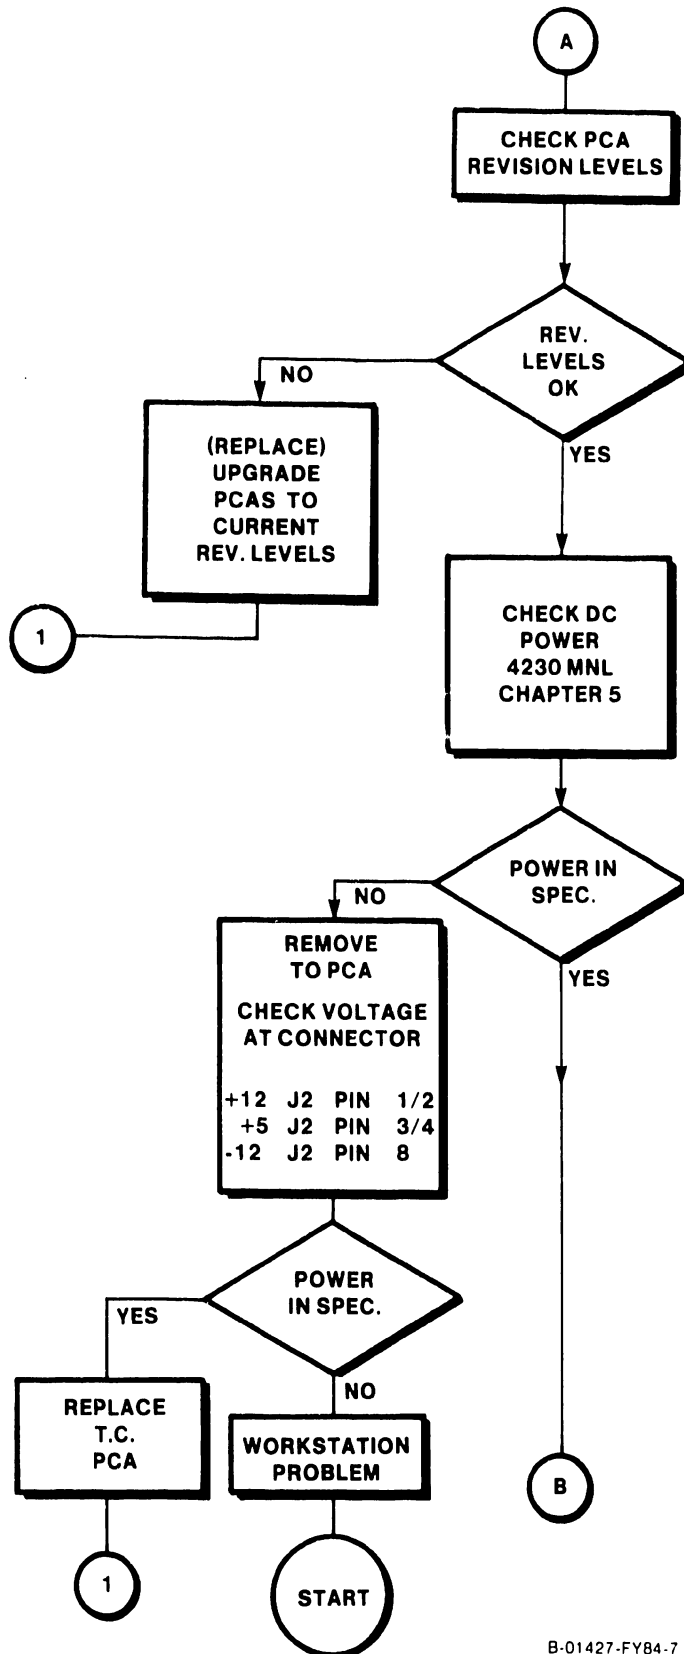 A
CHECK PCA
REVISION LEVELS
REV.
LEVELS
OK
NO
YES
(REPLACE)
UPGRADE
PCAS TO
CURRENT
REV. LEVELS
1
CHECK DC
POWER
4230 MNL
CHAPTER 5
POWER IN
SPEC.
NO
YES
REMOVE
TO PCA
CHECK VOLTAGE
AT CONNECTOR
+12 J2 PIN 1/2
+5 J2 PIN 3/4
-12 J2 PIN 8
POWER
IN SPEC.
YES
NO
REPLACE
T.C.
PCA
WORKSTATION
PROBLEM
B
1
START
B-01427-FY84-7